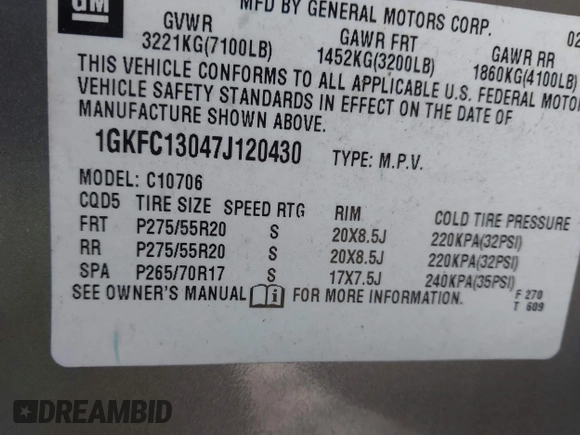 GM
MFD BY GENERAL MOTORS CORP. 02
GVWR GAWR FRT GAWR RR
3221KG(7100LB) 1452KG(3200LB) 1860KG(4100LB)
THIS VEHICLE CONFORMS TO ALL APPLICABLE U.S. FEDERAL MOTO
VEHICLE SAFETY STANDARDS IN EFFECT ON THE DATE OF
MANUFACTURE SHOWN ABOVE.
1GKFC13047J120430 TYPE: M.P.V.
MODEL: C10706
CQD5 TIRE SIZE SPEED RTG RIM COLD TIRE PRESSURE
FRT P275/55R20 S 20X8.5J 220KPA(32PSI)
RR P275/55R20 S 20X8.5J 220KPA(32PSI)
SPA P265/70R17 S 17X7.5J 240KPA(35PSI)
SEE OWNER'S MANUAL i FOR MORE INFORMATION. F 270
T 609
DREAMBID